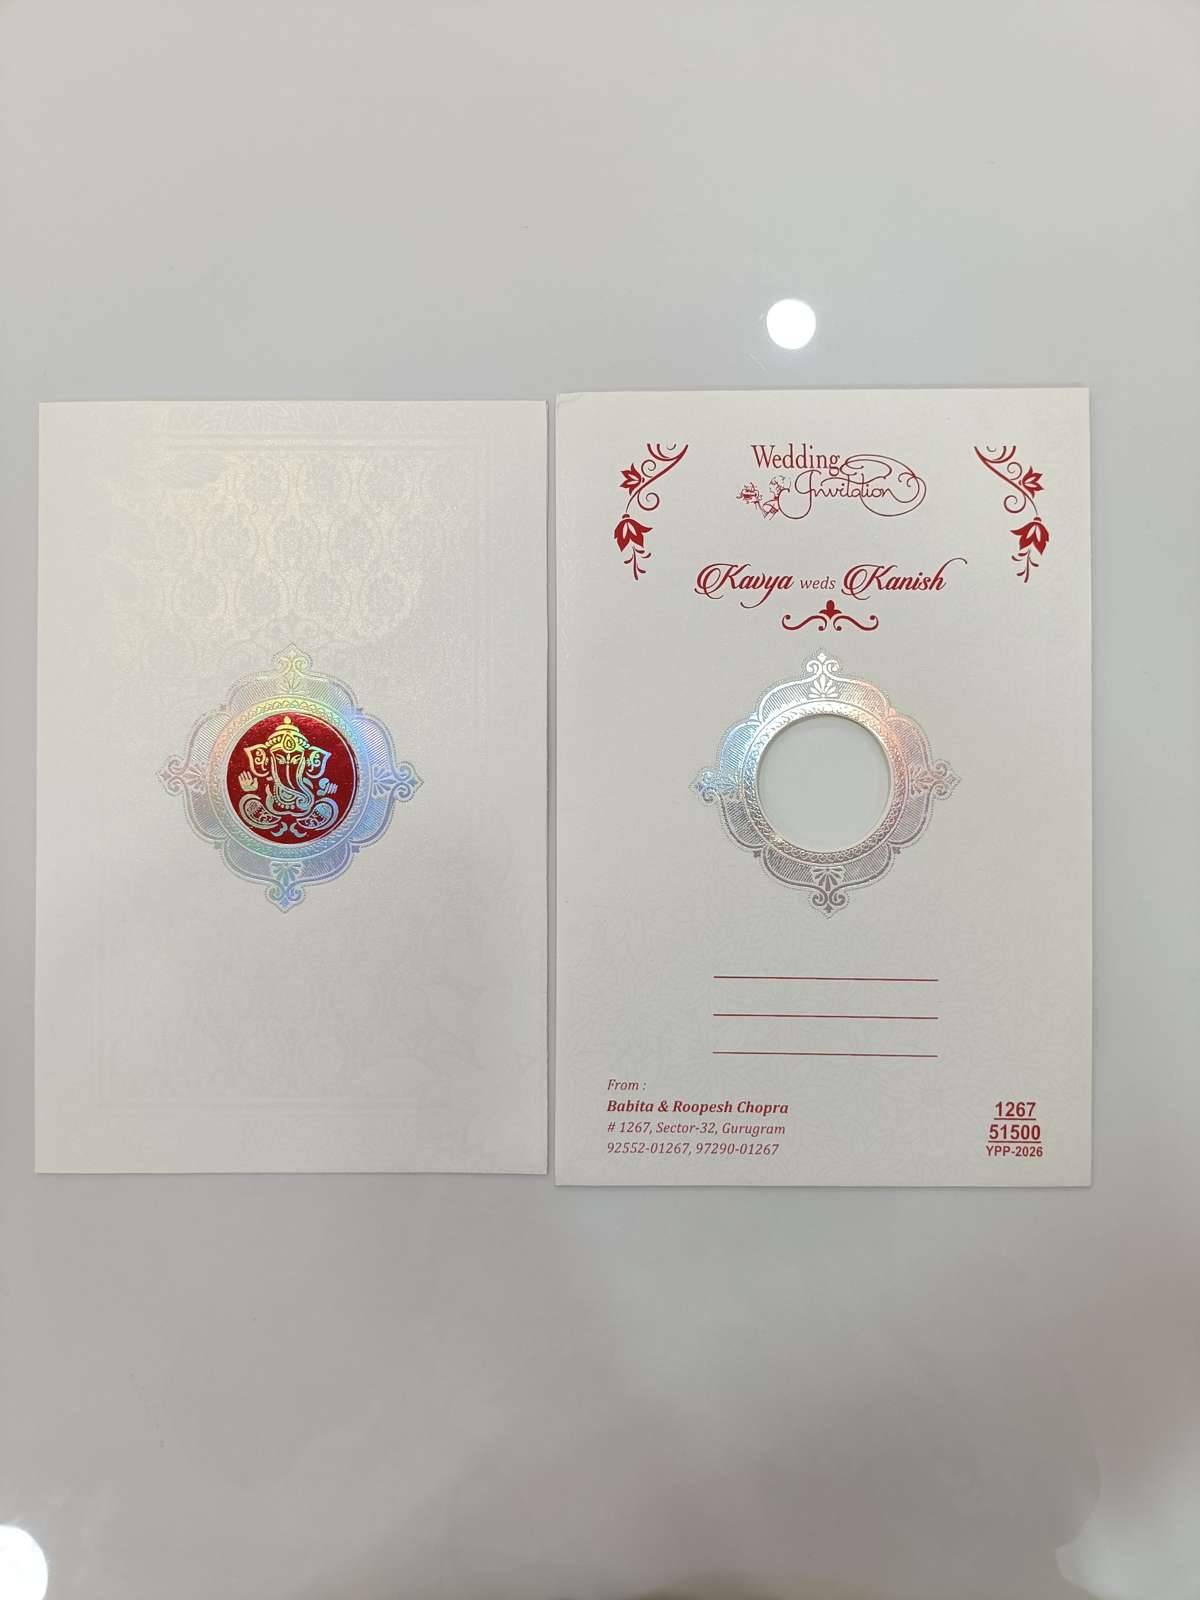 Wedding
Invitation
Kavya weds Kanish
From :
Babita & Roopesh Chopra
# 1267, Sector-32, Gurugram
92552-01267, 97290-01267
1267
51500
YPP-2026